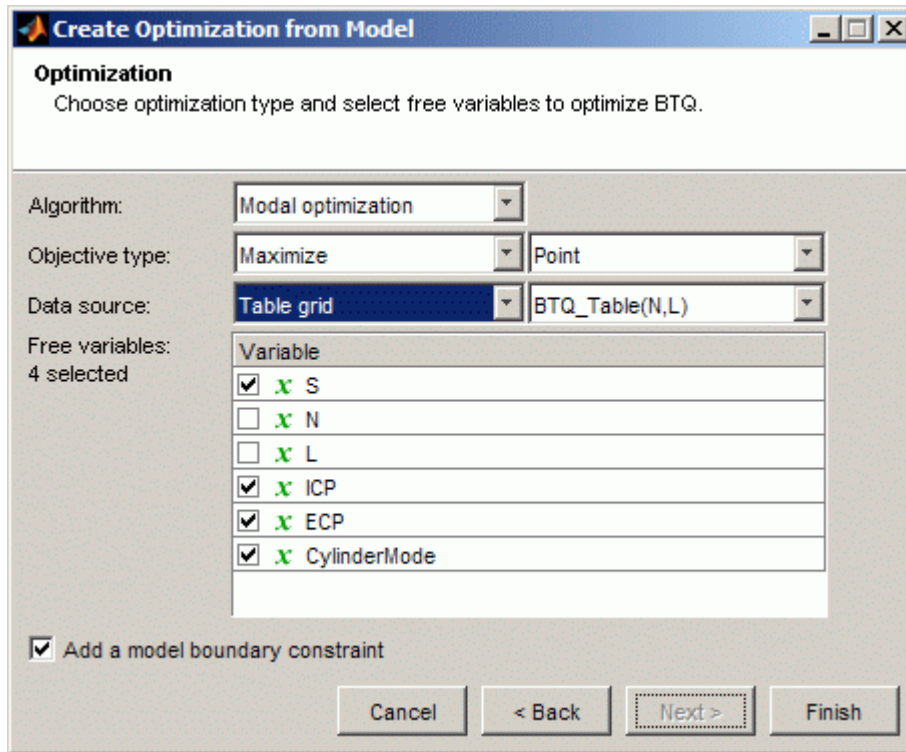 Create Optimization from Model
Optimization
Choose optimization type and select free variables to optimize BTQ.
Algorithm: Modal optimization
Objective type: Maximize Point
Data source: Table grid BTQ_Table(N,L)
Free variables:
4 selected
Variable
x S
x N
x L
x ICP
x ECP
x CylinderMode
Add a model boundary constraint
Cancel < Back Next > Finish